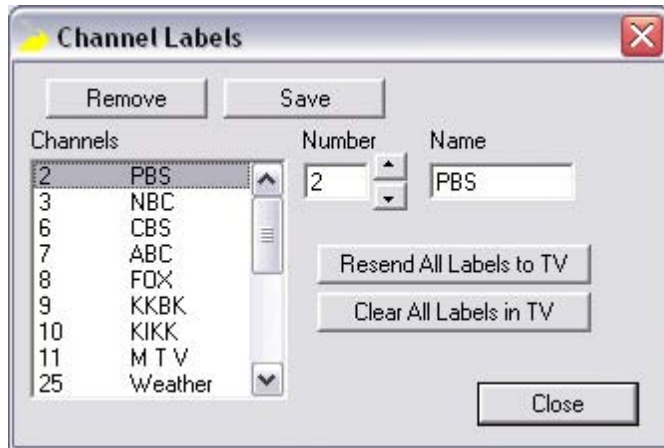 Channel Labels
Remove Save
Channels Number Name
2 PBS 2 PBS
3 NBC
6 CBS
7 ABC
8 FOX
9 KKBK
10 KIKK
11 M T V
25 Weather
Resend All Labels to TV
Clear All Labels in TV
Close